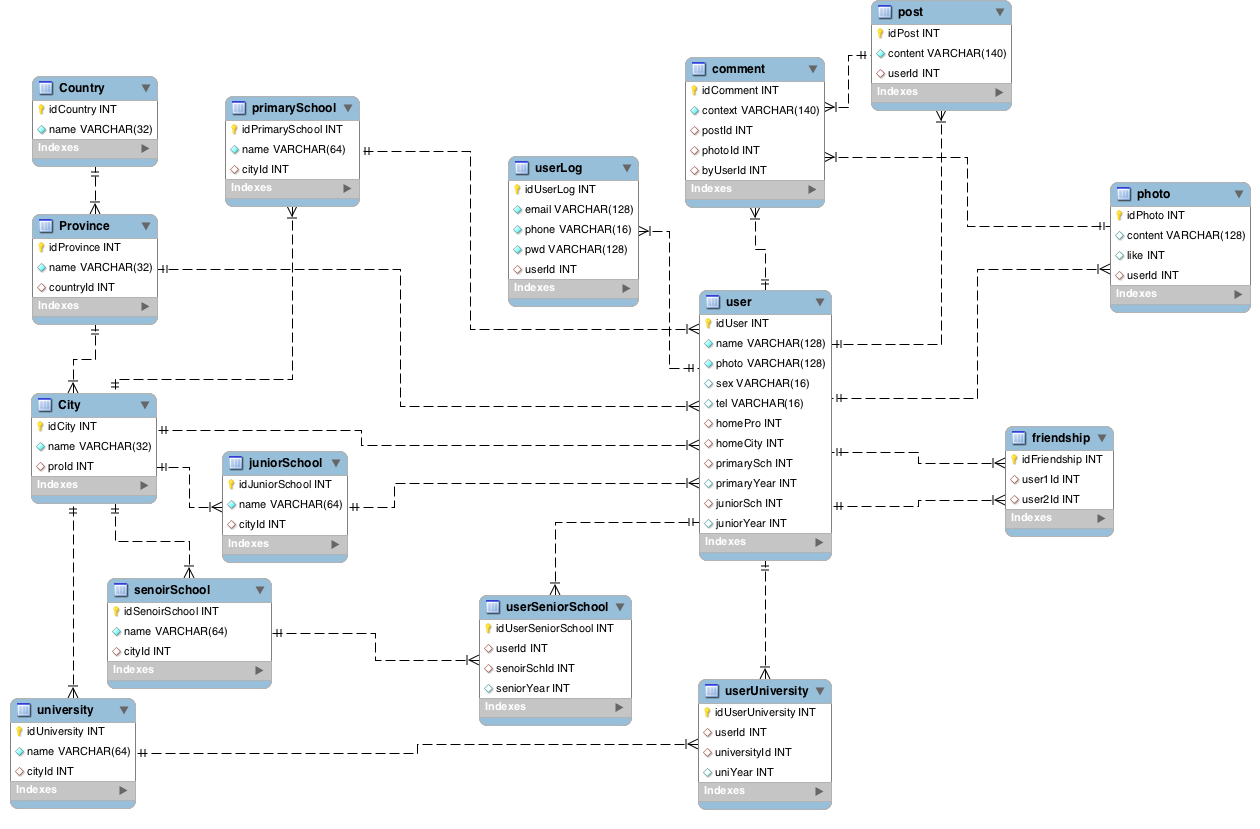 post
idPost INT
content VARCHAR(140)
userId INT
Indexes
comment
idComment INT
context VARCHAR(140)
postId INT
photoId INT
byUserId INT
Indexes
Country
idCountry INT
name VARCHAR(32)
Indexes
primarySchool
idPrimarySchool INT
name VARCHAR(64)
cityId INT
Indexes
userLog
idUserLog INT
email VARCHAR(128)
phone VARCHAR(16)
pwd VARCHAR(128)
userId INT
Indexes
photo
idPhoto INT
content VARCHAR(128)
like INT
userId INT
Indexes
Province
idProvince INT
name VARCHAR(32)
countryId INT
Indexes
user
idUser INT
name VARCHAR(128)
photo VARCHAR(128)
sex VARCHAR(16)
tel VARCHAR(16)
homePro INT
homeCity INT
primarySch INT
primaryYear INT
juniorSch INT
juniorYear INT
Indexes
City
idCity INT
name VARCHAR(32)
proId INT
Indexes
juniorSchool
idJuniorSchool INT
name VARCHAR(64)
cityId INT
Indexes
friendship
idFriendship INT
user1Id INT
user2Id INT
Indexes
senoirSchool
idSenoirSchool INT
name VARCHAR(64)
cityId INT
Indexes
userSeniorSchool
idUserSeniorSchool INT
userId INT
senoirSchId INT
seniorYear INT
Indexes
university
idUniversity INT
name VARCHAR(64)
cityId INT
Indexes
userUniversity
idUserUniversity INT
userId INT
universityId INT
uniYear INT
Indexes